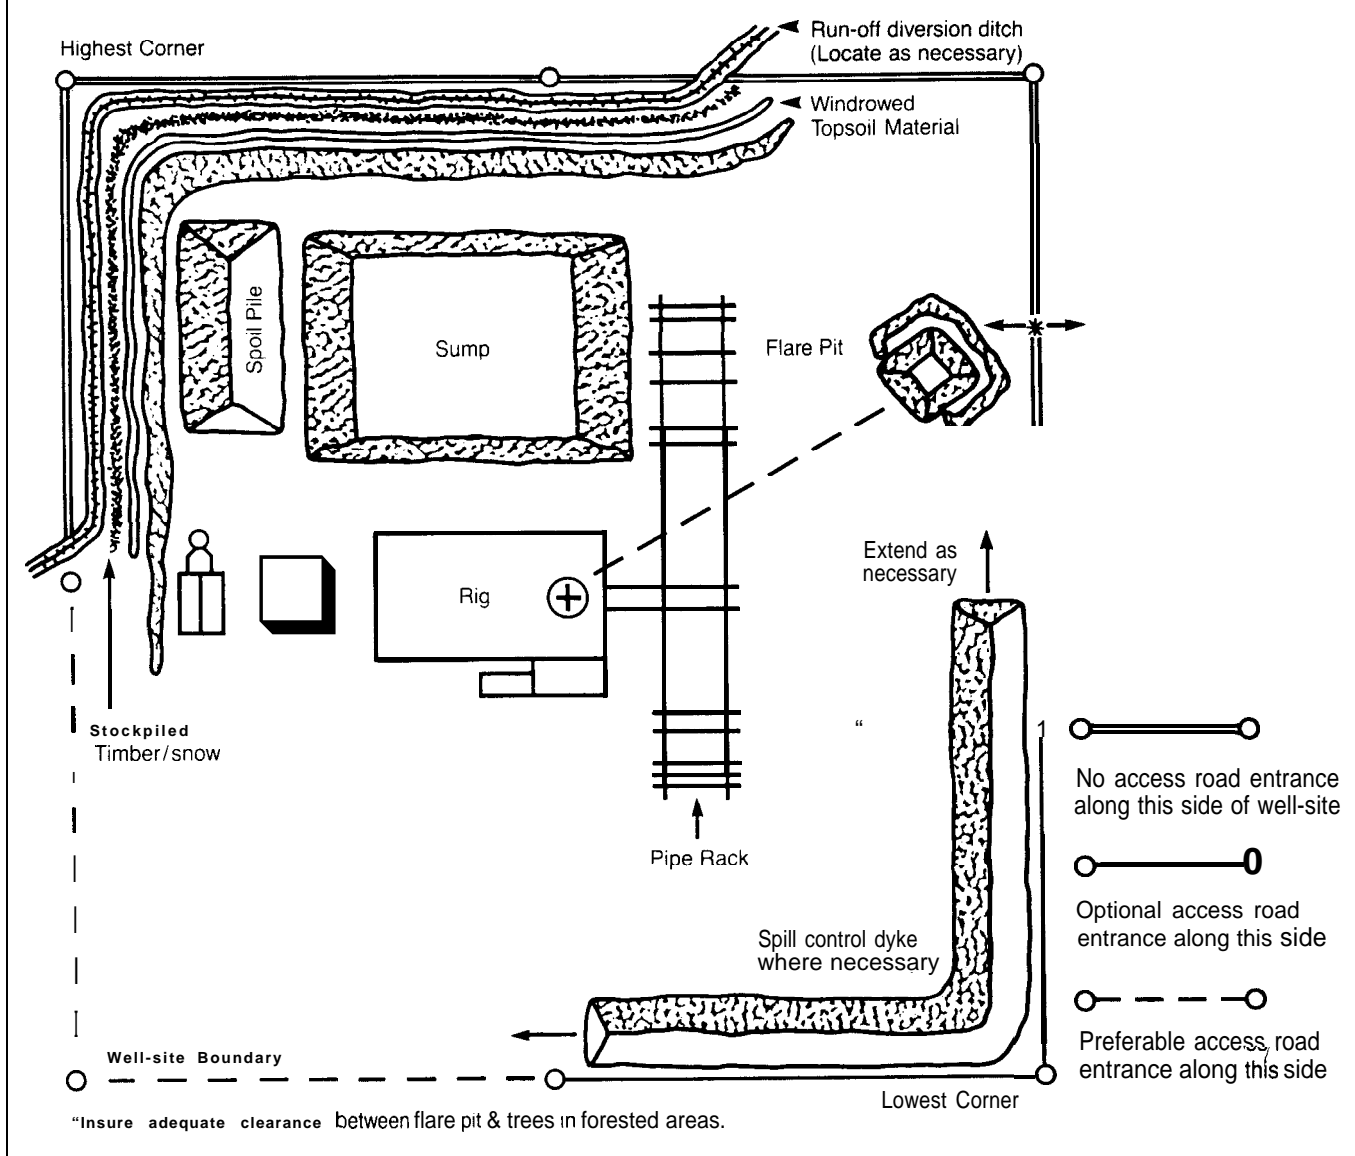 Highest Corner
Run-off diversion ditch
(Locate as necessary)
Windrowed
Topsoil Material
Spoil Pile
Sump
Flare Pit
Extend as
necessary
Rig
Stockpiled
Timber/snow
“
1
No access road entrance
along this side of well-site
Pipe Rack
0
Optional access road
entrance along this side
Spill control dyke
where necessary
Preferable access road
entrance along this side
Well-site Boundary
Lowest Corner
“Insure adequate clearance between flare pit & trees in forested areas.